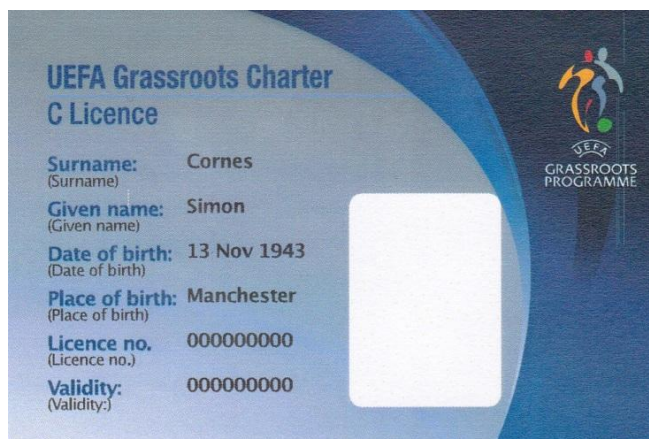 UEFA Grassroots Charter
C Licence
Surname: Cornes
(Surname)
Given name: Simon
(Given name)
Date of birth: 13 Nov 1943
(Date of birth)
Place of birth: Manchester
(Place of birth)
Licence no. 000000000
(Licence no.)
Validity: 000000000
(Validity:)
UEFA
GRASSROOTS
PROGRAMME